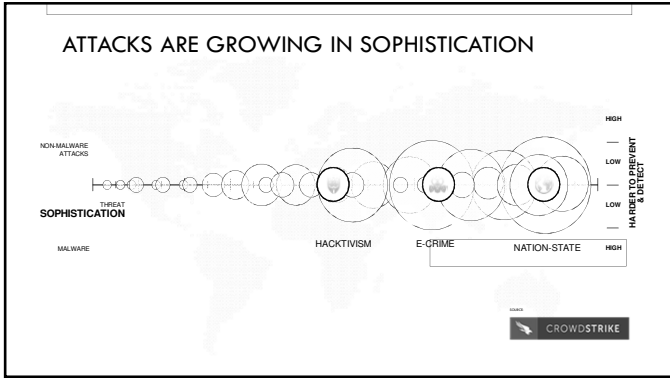 ATTACKS ARE GROWING IN SOPHISTICATION
HIGH
NON-MALWARE
ATTACKS
LOW
HARDER TO PREVENT
& DETECT
THREAT
SOPHISTICATION
LOW
MALWARE
HACKTIVISM
E-CRIME
NATION-STATE
HIGH
SOURCE:
CROWDSTRIKE